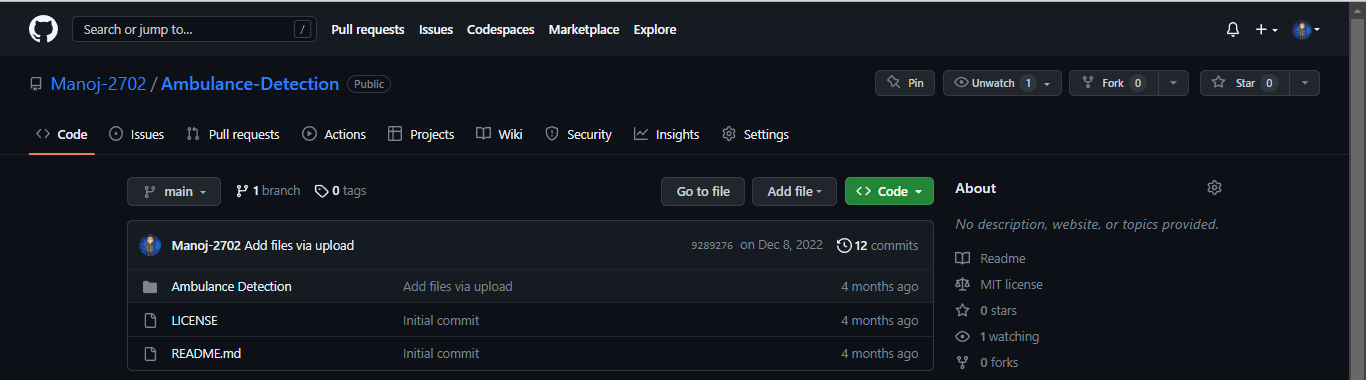 Search or jump to... / Pull requests Issues Codespaces Marketplace Explore
Manoj-2702 / Ambulance-Detection Public Pin Unwatch 1 Fork 0 Star 0
Code Issues Pull requests Actions Projects Wiki Security Insights Settings
main 1 branch 0 tags Go to file Add file Code
Manoj-2702 Add files via upload 9289276 on Dec 8, 2022 12 commits
Ambulance Detection Add files via upload 4 months ago
LICENSE Initial commit 4 months ago
README.md Initial commit 4 months ago
About
No description, website, or topics provided.
Readme
MIT license
0 stars
1 watching
0 forks